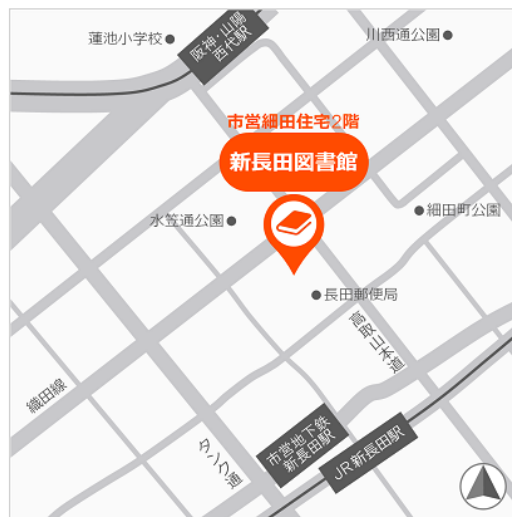 蓮池小学校
阪神・山陽
西代駅
川西通公園
市営細田住宅2階
新長田図書館
水笠通公園
細田町公園
長田郵便局
高取山本道
織田線
タンク通
市営地下鉄
新長田駅
JR新長田駅